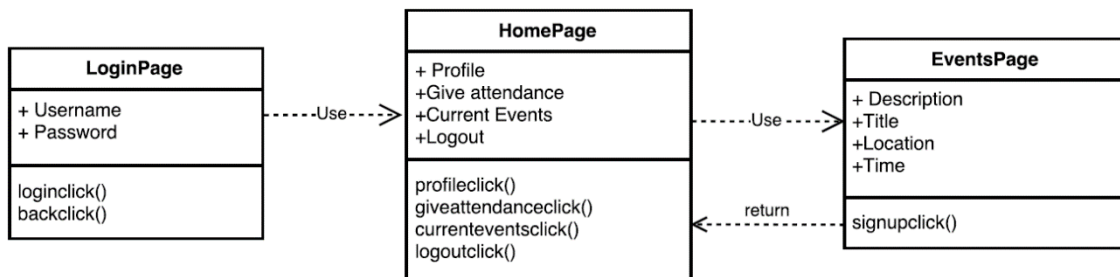 LoginPage
+ Username
+ Password
loginclick()
backclick()
Use
HomePage
+ Profile
+Give attendance
+Current Events
+Logout
profileclick()
giveattendanceclick()
currenteventsclick()
logoutclick()
Use
return
EventsPage
+ Description
+Title
+Location
+Time
signupclick()